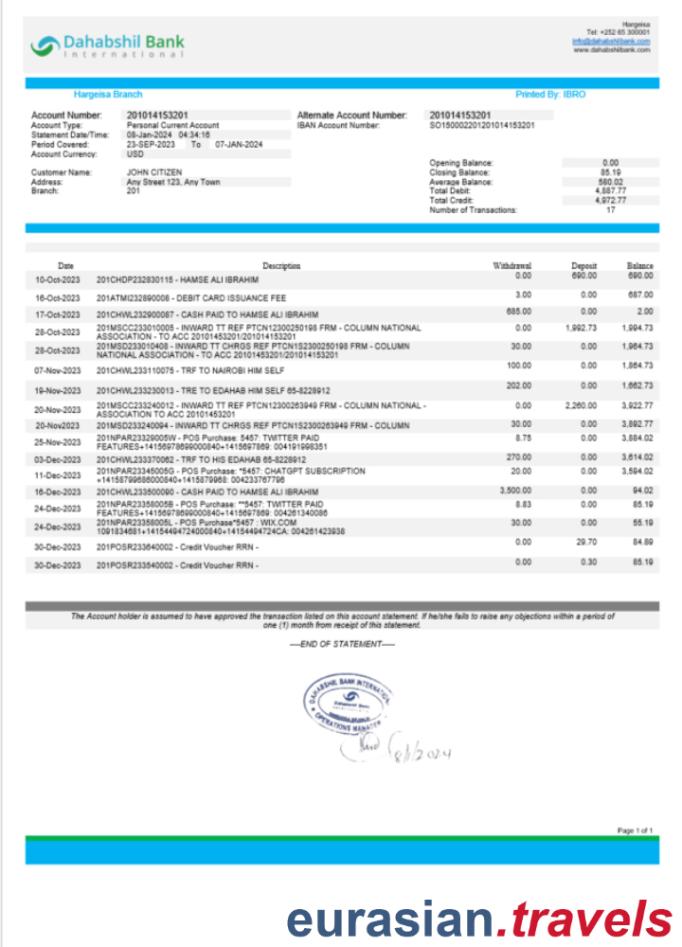 Dahabshil Bank
International
Hargeisa
Tel: +252 65 300001
info@dahabshilbank.com
www.dahabshilbank.com
Hargeisa Branch Printed By: IBRO
Account Number: 201014153201 Alternate Account Number: 201014153201
Account Type: Personal Current Account IBAN Account Number: SO150002201201014153201
Statement Date/Time: 08-Jan-2024 04:34:16
Period Covered: 23-SEP-2023 To 07-JAN-2024
Account Currency: USD
Customer Name: JOHN CITIZEN
Address: Any Street 123, Any Town
Branch: 201
Opening Balance: 0.00
Closing Balance: 85.19
Average Balance: 560.02
Total Debit: 4,887.77
Total Credit: 4,972.77
Number of Transactions: 17
Date Description Withdrawal Deposit Balance
10-Oct-2023 201CHDP232830115 - HAMSE ALI IBRAHIM 0.00 690.00 690.00
16-Oct-2023 201ATMI232890008 - DEBIT CARD ISSUANCE FEE 3.00 0.00 687.00
17-Oct-2023 201CHWL232900087 - CASH PAID TO HAMSE ALI IBRAHIM 685.00 0.00 2.00
28-Oct-2023 201MSCC233010005 - INWARD TT REF PTCN12300250198 FRM - COLUMN NATIONAL 0.00 1,992.73 1,994.73
ASSOCIATION - TO ACC 20101453201/201014153201
28-Oct-2023 201MSD233010408 - INWARD TT CHRGS REF PTCN1S2300250198 FRM - COLUMN 30.00 0.00 1,964.73
NATIONAL ASSOCIATION - TO ACC 20101453201/201014153201
07-Nov-2023 201CHWL233110075 - TRF TO NAIROBI HIM SELF 100.00 0.00 1,864.73
19-Nov-2023 201CHWL233230013 - TRE TO EDAHAB HIM SELF 65-8228912 202.00 0.00 1,662.73
20-Nov-2023 201MSCC233240012 - INWARD TT REF PTCN12300263949 FRM - COLUMN NATIONAL - 0.00 2,260.00 3,922.77
ASSOCIATION TO ACC 20101453201
20-Nov2023 201MSD233240094 - INWARD TT CHRGS REF PTCN1S2300263949 FRM - COLUMN 30.00 0.00 3,892.77
25-Nov-2023 201NPAR23329005W - POS Purchase: 5457: TWITTER PAID 8.75 0.00 3,884.02
FEATURES+14156978699000840+1415697869: 004191998351
03-Dec-2023 201CHWL233370062 - TRF TO HIS EDAHAB 65-8228912 270.00 0.00 3,614.02
11-Dec-2023 201NPAR23345005G - POS Purchase: *5457: CHATGPT SUBSCRIPTION 20.00 0.00 3,594.02
+14158799686000840+1415879968: 004233767796
16-Dec-2023 201CHWL233500090 - CASH PAID TO HAMSE ALI IBRAHIM 3,500.00 0.00 94.02
24-Dec-2023 201NPAR23358005B - POS Purchase: **5457: TWITTER PAID 8.83 0.00 85.19
FEATURES+14156978699000840+1415697869: 004261340086
24-Dec-2023 201NPAR23358005L - POS Purchase*5457 : WIX.COM 30.00 0.00 55.19
1091834681+14154494724000840+14154494724CA: 004261423938
30-Dec-2023 201POSR233640002 - Credit Voucher RRN - 0.00 29.70 84.89
30-Dec-2023 201POSR233640002 - Credit Voucher RRN - 0.00 0.30 85.19
The Account holder is assumed to have approved the transaction listed on this account statement. If he/she fails to raise any objections within a period of
one (1) month from receipt of this statement.
----END OF STATEMENT----
DAHABSHIL BANK INTERNATIONAL
Dahabshil Bank
OPERATIONS MANAGER
8/1/2024
Page 1 of 1
eurasian.travels